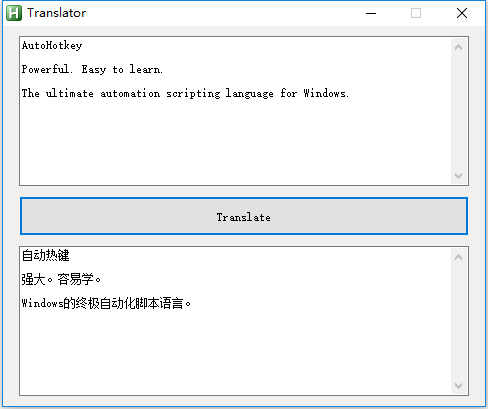 Translator
AutoHotkey
Powerful. Easy to learn.
The ultimate automation scripting language for Windows.
Translate
自动热键
强大。容易学。
Windows的终极自动化脚本语言。